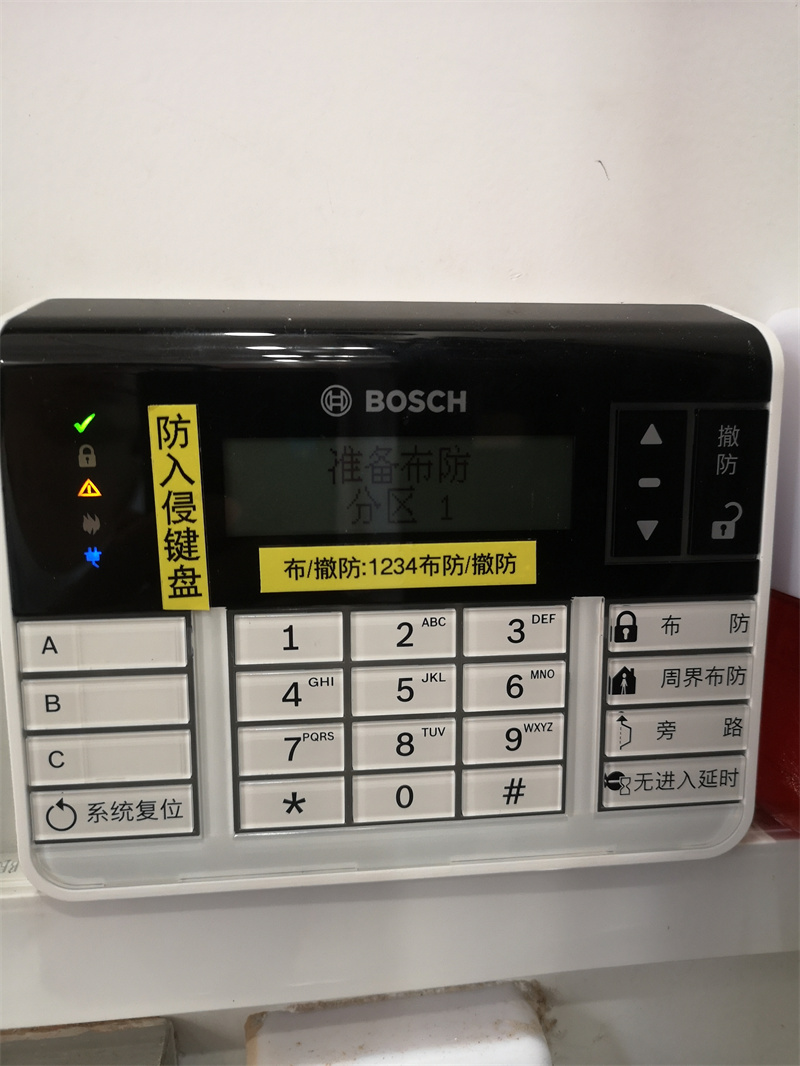 BOSCH
防入侵键盘
准备布防
分区 1
布/撤防:1234布防/撤防
撤防
A
B
C
系统复位
1
2 ABC
3 DEF
4 GHI
5 JKL
6 MNO
7 PQRS
8 TUV
9 WXYZ
*
0
#
布 防
周界布防
旁 路
无进入延时